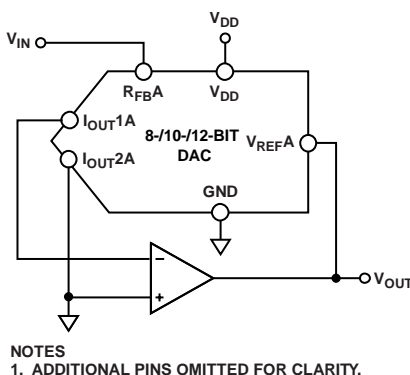 VDD
VIN
RFBA VDD
IOUT1A
8-/10-/12-BIT
DAC
VREFA
IOUT2A
GND
−
+
VOUT
NOTES
1. ADDITIONAL PINS OMITTED FOR CLARITY.